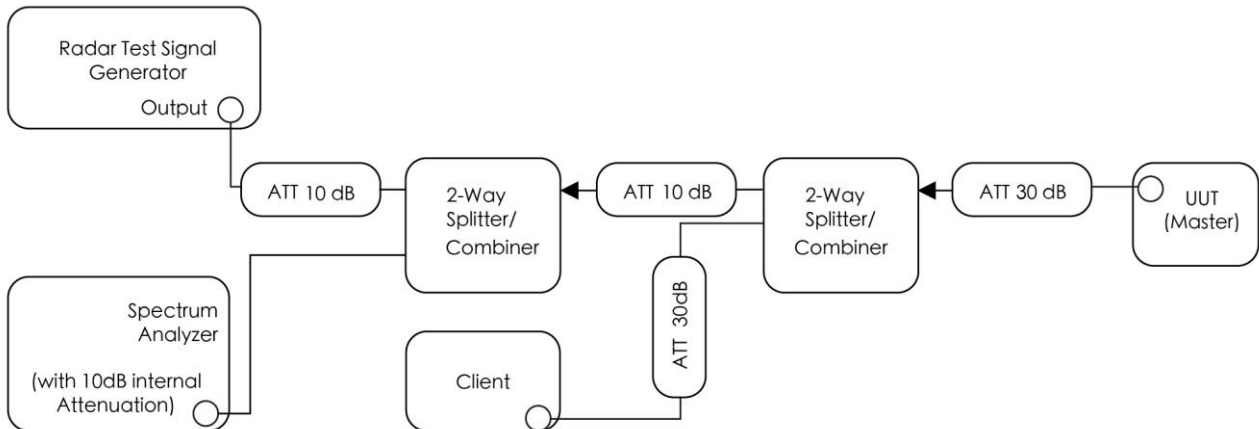 Radar Test Signal
Generator
Output
ATT 10 dB
2-Way
Splitter/
Combiner
ATT 10 dB
2-Way
Splitter/
Combiner
ATT 30 dB
UUT
(Master)
Spectrum
Analyzer
(with 10dB internal
Attenuation)
Client
ATT 30dB